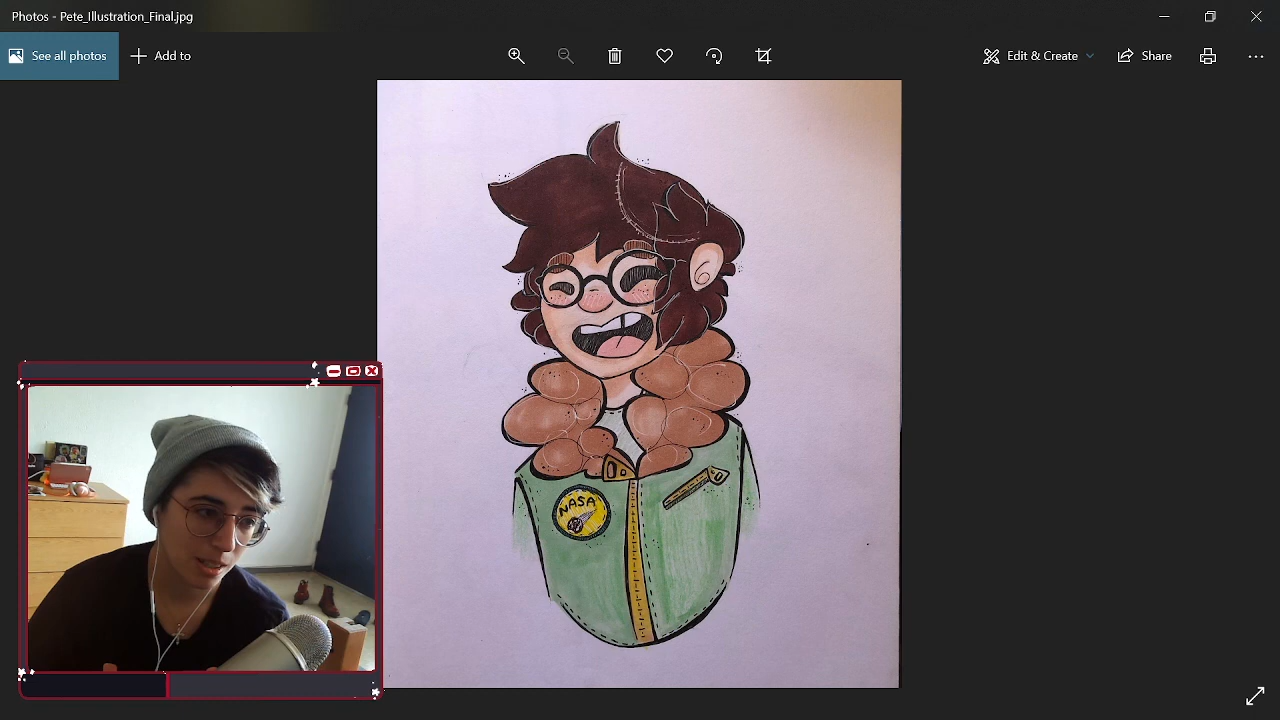 Photos - Pete_Illustration_Final.jpg
See all photos
Add to
Edit & Create
Share
NASA